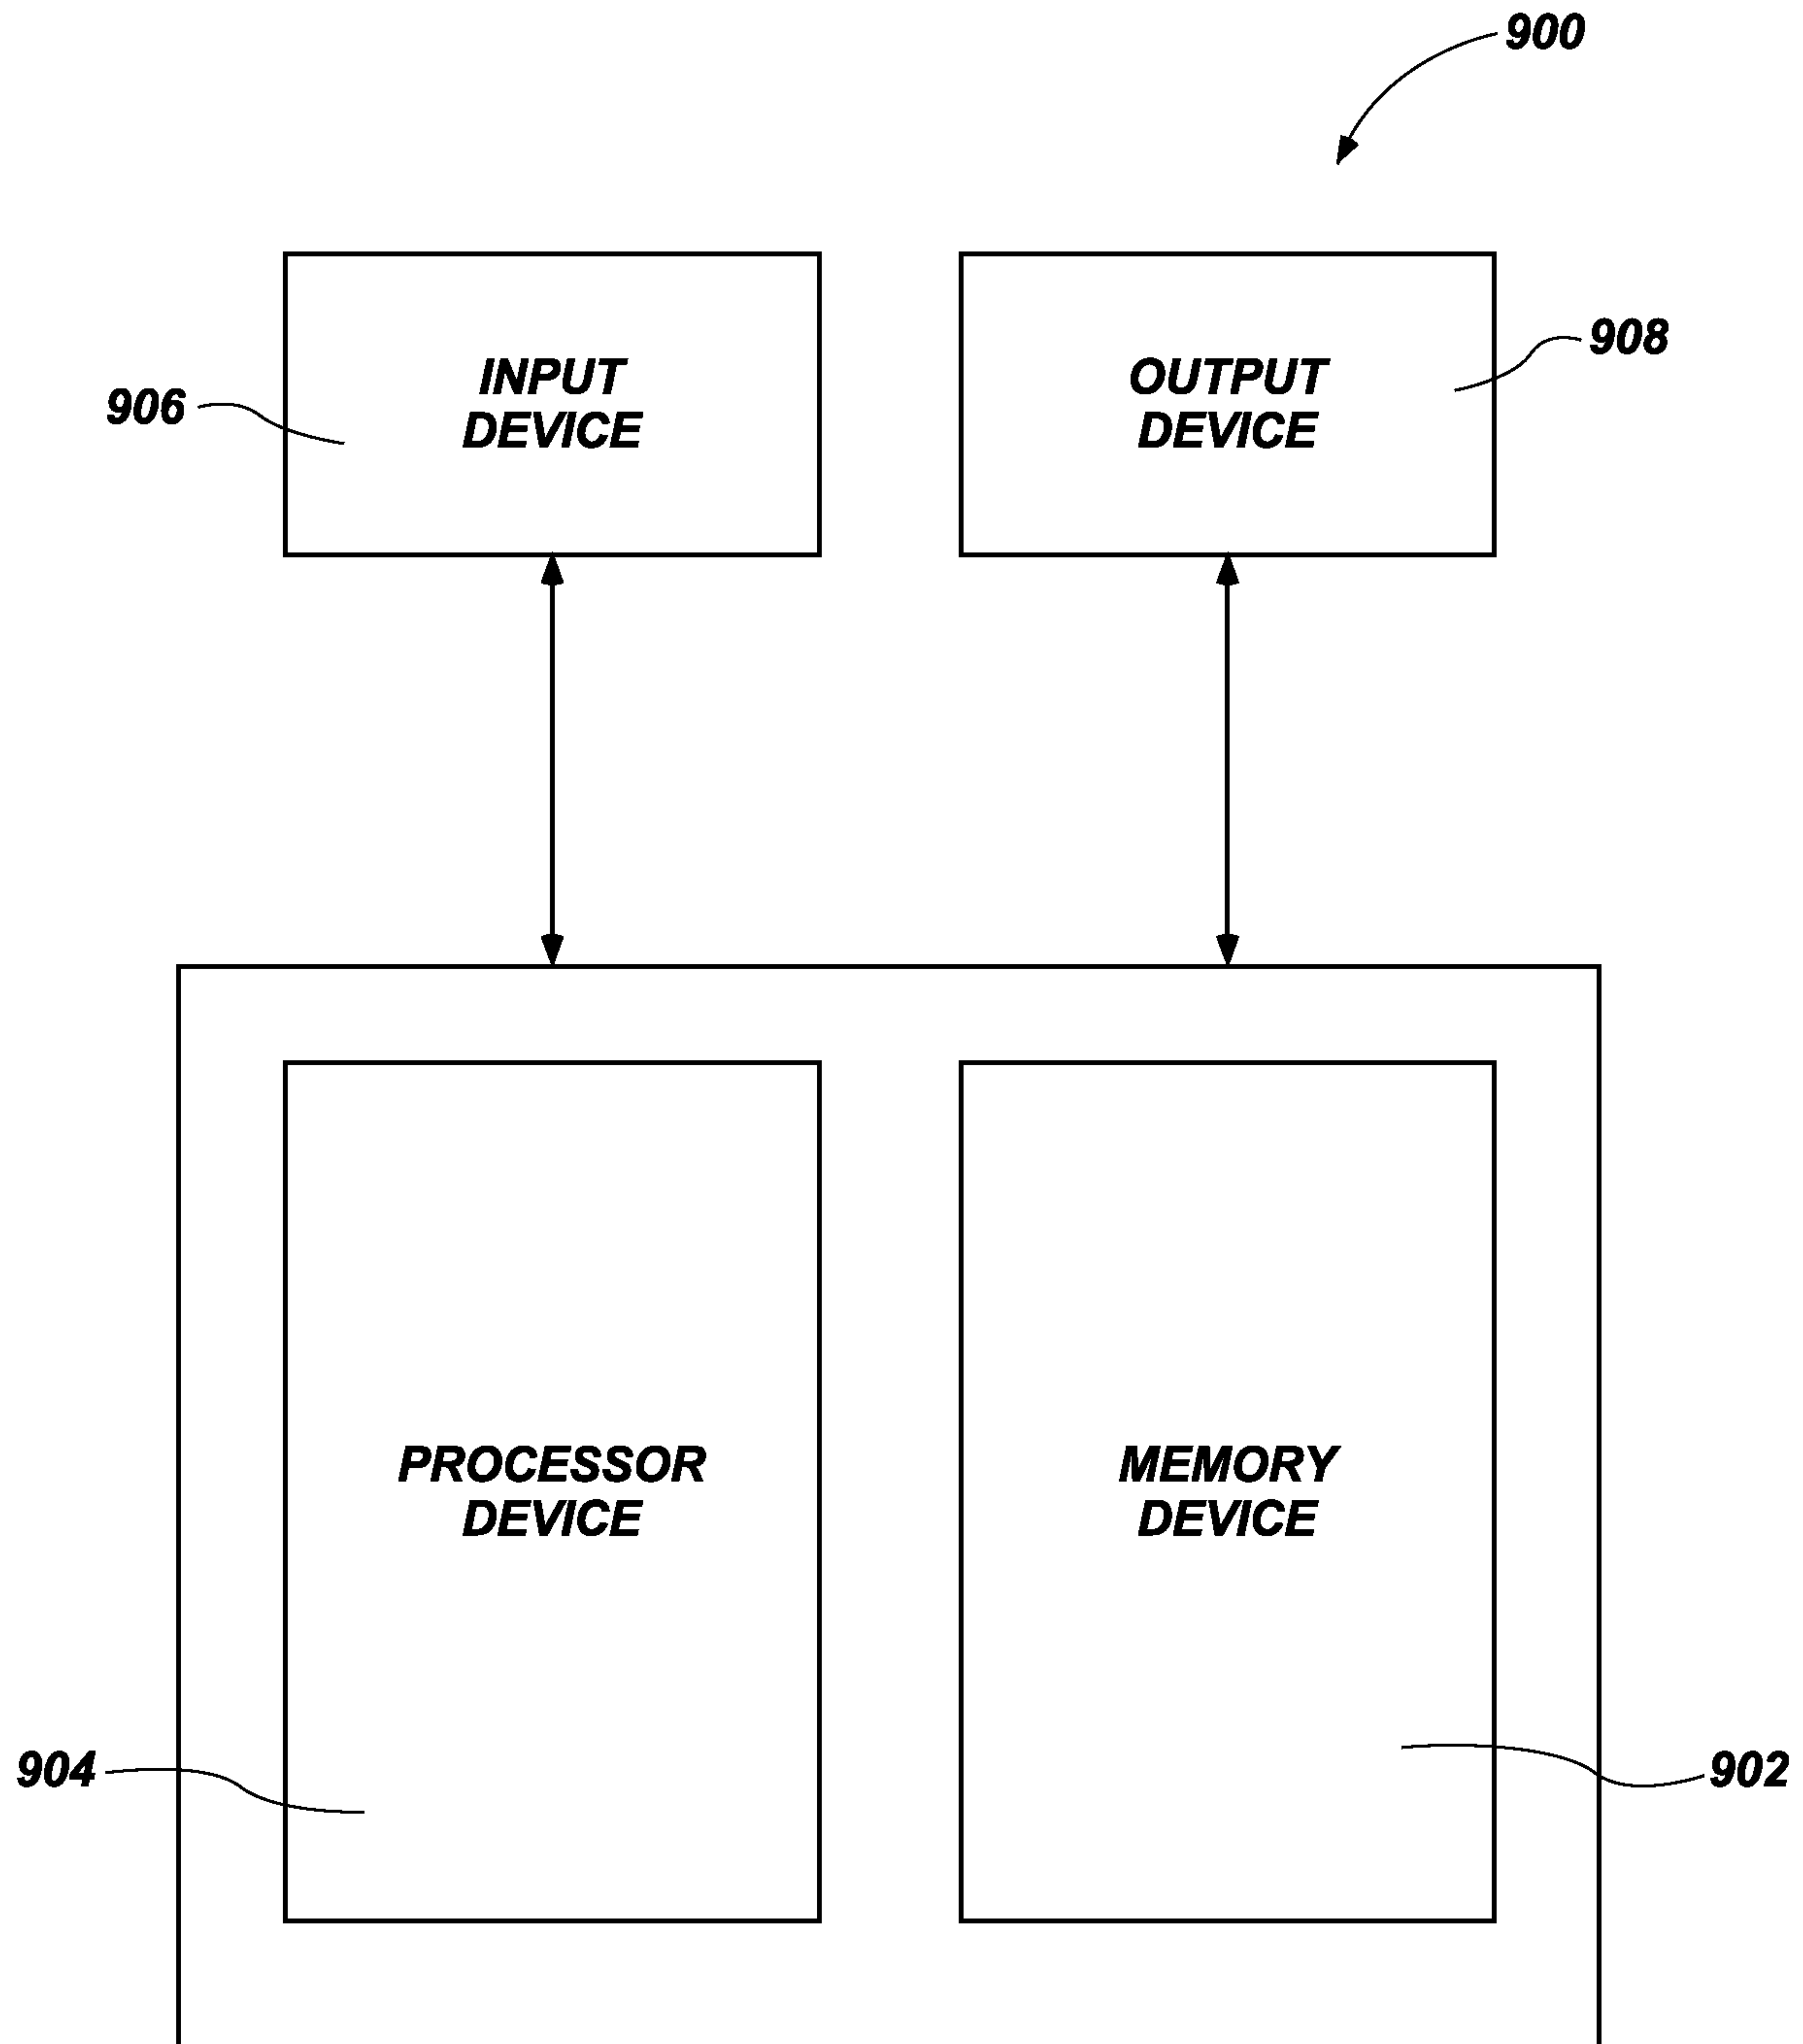 900
INPUT
DEVICE
906
OUTPUT
DEVICE
908
PROCESSOR
DEVICE
904
MEMORY
DEVICE
902